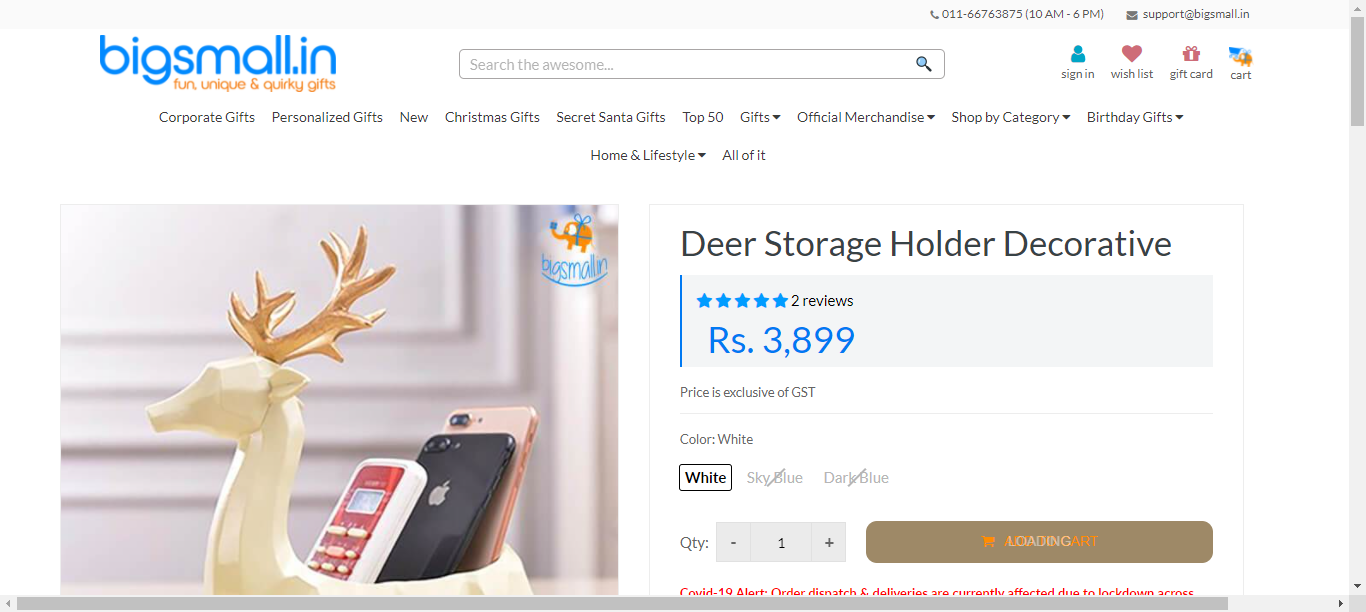 011-66763875 (10 AM - 6 PM) support@bigsmall.in
bigsmall.in
fun, unique & quirky gifts
Search the awesome...
sign in wish list gift card cart
Corporate Gifts Personalized Gifts New Christmas Gifts Secret Santa Gifts Top 50 Gifts Official Merchandise Shop by Category Birthday Gifts
Home & Lifestyle All of it
bigsmall.in
Deer Storage Holder Decorative
2 reviews
Rs. 3,899
Price is exclusive of GST
Color: White
White Sky Blue Dark Blue
Qty: - 1 +
LOADING
Covid-19 Alert: Order dispatch & deliveries are currently affected due to lockdown across